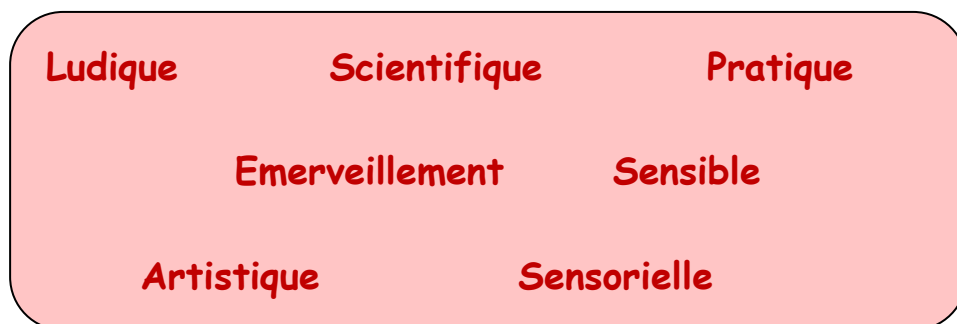 Ludique Scientifique Pratique
Emerveillement Sensible
Artistique Sensorielle